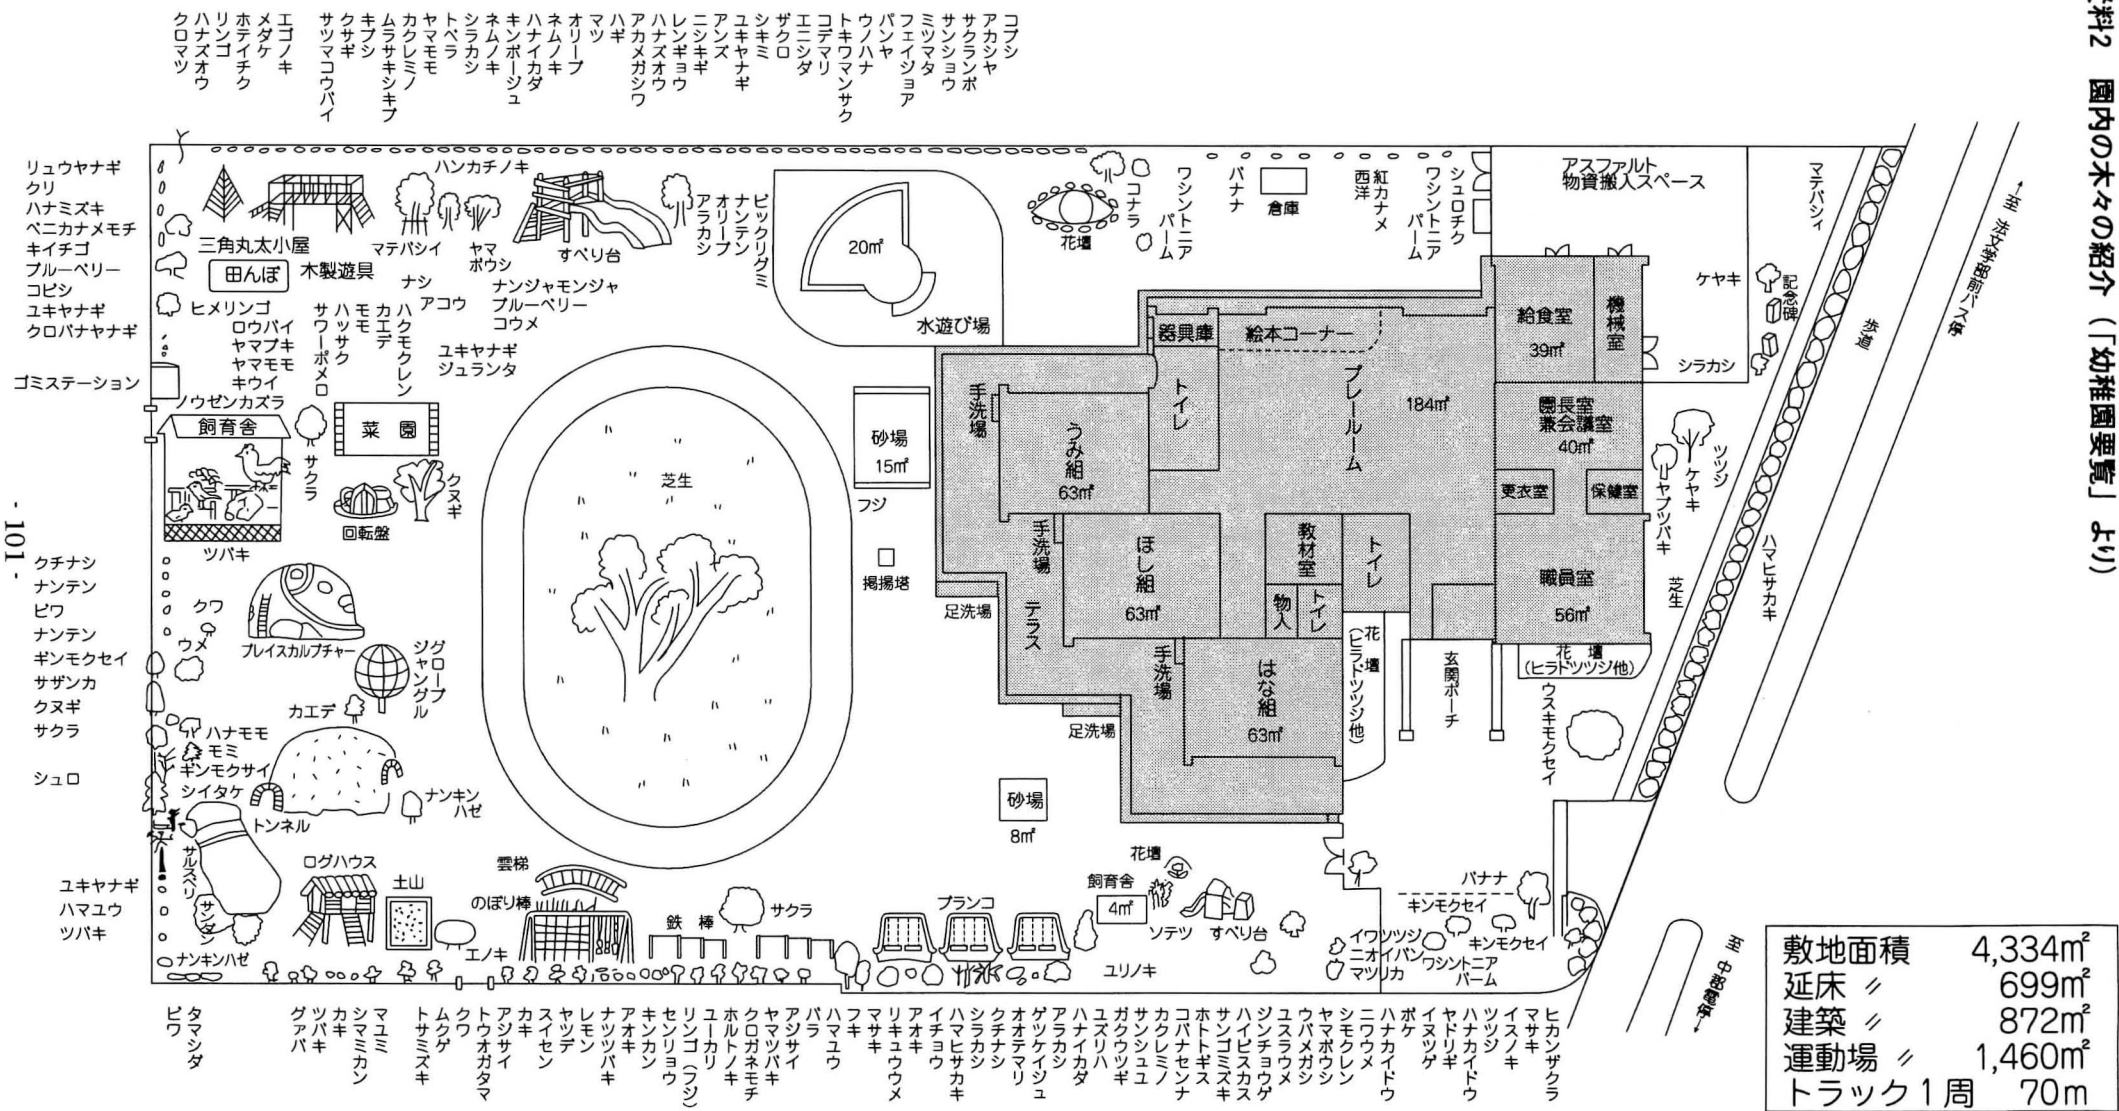 料2 園内の木々の紹介（「幼稚園要覧」より）
コブシ
アカシヤ
サクランボ
サンショウ
ミツマタ
フェイジョア
パンヤ
ウノハナ
トキワマンサク
コデマリ
エニシダ
ザクロ
シキミ
ユキヤナギ
アンズ
ニシキギ
レンギョウ
ハナズオウ
アカメガシワ
ハギ
マツ
オリーブ
ネムノキ
ハナイカダ
キンポージュ
ネムノキ
シラカシ
トベラ
ヤマモモ
カクレミノ
ムラサキシキブ
キブシ
クサギ
サツマコウバイ
エゴノキ
メダケ
ホテイチク
リンゴ
ハナズオウ
クロマツ
リュウヤナギ
クリ
ハナミズキ
ベニカナメモチ
キイチゴ
ブルーベリー
コビシ
ユキヤナギ
クロバナヤナギ
ゴミステーション
クチナシ
ナンテン
ビワ
ナンテン
ギンモクセイ
サザンカ
クヌギ
サクラ
シュロ
ユキヤナギ
ハマユウ
ツバキ
三角丸太小屋
田んぼ
木製遊具
ハンカチノキ
マテバシイ
ヤマ
ボウシ
すべり台
アラカシ
オリーブ
ナンテン
ビックリグミ
ナシ
アコウ
ナンジャモンジャ
ブルーベリー
コウメ
ヒメリンゴ
ロウバイ
ヤマブキ
ヤマモモ
キウイ
サワーポメロ
ハッサク
モモ
カエデ
ハクモクレン
ユキヤナギ
ジュランタ
ノウゼンカズラ
飼育舎
サクラ
菜園
クヌギ
回転盤
ツバキ
クワ
ウメ
プレイスカルプチャー
グローブ
ジャングル
カエデ
ハナモモ
モミ
キンモクサイ
シイタケ
トンネル
ナンキン
ハゼ
サルスベリ
サンダン
ナンキンハゼ
ログハウス
土山
エノキ
雲梯
のぼり棒
鉄棒
サクラ
ブランコ
芝生
20㎡
水遊び場
砂場
15㎡
フジ
掲揚塔
足洗場
足洗場
砂場
8㎡
花壇
コナラ
ワシントニア
パーム
バナナ
倉庫
西洋
紅カナメ
ワシントニア
パーム
シュロチク
アスファルト
物資搬入スペース
マテバシイ
ケヤキ
記念碑
シラカシ
歩道
至 法文学部前バス停
器具庫
絵本コーナー
給食室
39㎡
機械室
手洗場
うみ組
63㎡
トイレ
プレールーム
184㎡
園長室
兼会議室
40㎡
更衣室
保健室
手洗場
ほし組
63㎡
テラス
教材室
トイレ
物入
トイレ
職員室
56㎡
手洗場
はな組
63㎡
花壇
（ヒラドツツジ他）
玄関ポーチ
花壇
（ヒラドツツジ他）
ウスキモクセイ
ツツジ
ケヤキ
ヤブツバキ
芝生
ハマヒサカキ
花壇
飼育舎
4㎡
ソテツ
すべり台
ユリノキ
バナナ
キンモクセイ
キンモクセイ
イワツツジ
ニオイバン
マツリカ
ワシントニア
パーム
至 中郡電停
ビワ
タマシダ
グァバ
ツバキ
カキ
シママミカン
マユミ
トサミズキ
ムクゲ
クワ
トウオガタマ
アジサイ
カキ
スイセン
ヤツデ
レモン
ナツツバキ
アオキ
キンカン
センリョウ
リンゴ（フジ）
ユーカリ
ホルトノキ
クロガネモチ
ヤマツバキ
アジサイ
バラ
ハマユウ
フキ
マサキ
リキュウウメ
アオキ
イチョウ
ハマヒサカキ
シラカシ
クチナシ
オオデマリ
ゲッケイジュ
アラカシ
ハナイカダ
ユズリハ
ガクウツギ
サンシュユ
カクレミノ
コバナセンナ
ホトトギス
サンゴミズキ
ハイビスカス
ジンチョウゲ
ユスラウメ
ウバメガシ
ヤマボウシ
シモクレン
ニワウメ
ハナカイドウ
ボケ
イヌツゲ
ヤドリギ
ハナカイドウ
ツツジ
イスノキ
マサキ
ヒカンザクラ
敷地面積 4,334㎡
延床 〃 699㎡
建築 〃 872㎡
運動場 〃 1,460㎡
トラック1周 70m
- 101 -